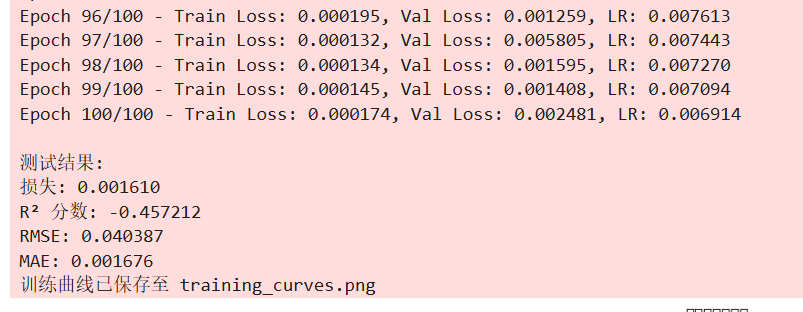 Epoch 96/100 - Train Loss: 0.000195, Val Loss: 0.001259, LR: 0.007613
Epoch 97/100 - Train Loss: 0.000132, Val Loss: 0.005805, LR: 0.007443
Epoch 98/100 - Train Loss: 0.000134, Val Loss: 0.001595, LR: 0.007270
Epoch 99/100 - Train Loss: 0.000145, Val Loss: 0.001408, LR: 0.007094
Epoch 100/100 - Train Loss: 0.000174, Val Loss: 0.002481, LR: 0.006914
测试结果:
损失: 0.001610
R² 分数: -0.457212
RMSE: 0.040387
MAE: 0.001676
训练曲线已保存至 training_curves.png